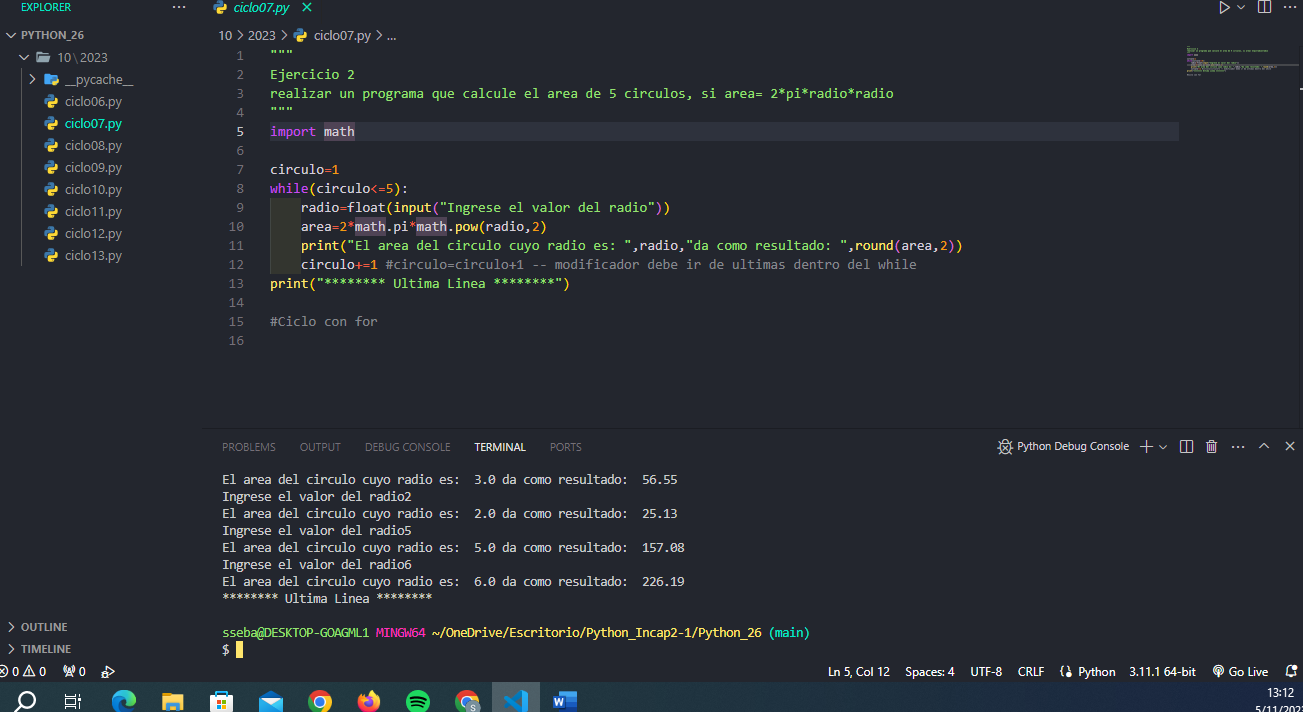 EXPLORER
···
ciclo07.py
PYTHON_26
10 > 2023 > ciclo07.py > ...
10 \ 2023
__pycache__
ciclo06.py
ciclo07.py
ciclo08.py
ciclo09.py
ciclo10.py
ciclo11.py
ciclo12.py
ciclo13.py
1 """
2 Ejercicio 2
3 realizar un programa que calcule el area de 5 circulos, si area= 2*pi*radio*radio
4 """
5 import math
6
7 circulo=1
8 while(circulo<=5):
9     radio=float(input("Ingrese el valor del radio"))
10     area=2*math.pi*math.pow(radio,2)
11     print("El area del circulo cuyo radio es: ",radio,"da como resultado: ",round(area,2))
12     circulo+=1 #circulo=circulo+1 -- modificador debe ir de ultimas dentro del while
13 print("******** Ultima Linea ********")
14
15 #Ciclo con for
16
PROBLEMS OUTPUT DEBUG CONSOLE TERMINAL PORTS
Python Debug Console
El area del circulo cuyo radio es:  3.0 da como resultado:  56.55
Ingrese el valor del radio2
El area del circulo cuyo radio es:  2.0 da como resultado:  25.13
Ingrese el valor del radio5
El area del circulo cuyo radio es:  5.0 da como resultado:  157.08
Ingrese el valor del radio6
El area del circulo cuyo radio es:  6.0 da como resultado:  226.19
******** Ultima Linea ********
sseba@DESKTOP-GOAGML1 MINGW64 ~/OneDrive/Escritorio/Python_Incap2-1/Python_26 (main)
$
OUTLINE
TIMELINE
0 0 0
Ln 5, Col 12 Spaces: 4 UTF-8 CRLF Python 3.11.1 64-bit Go Live
13:12
5/11/2023